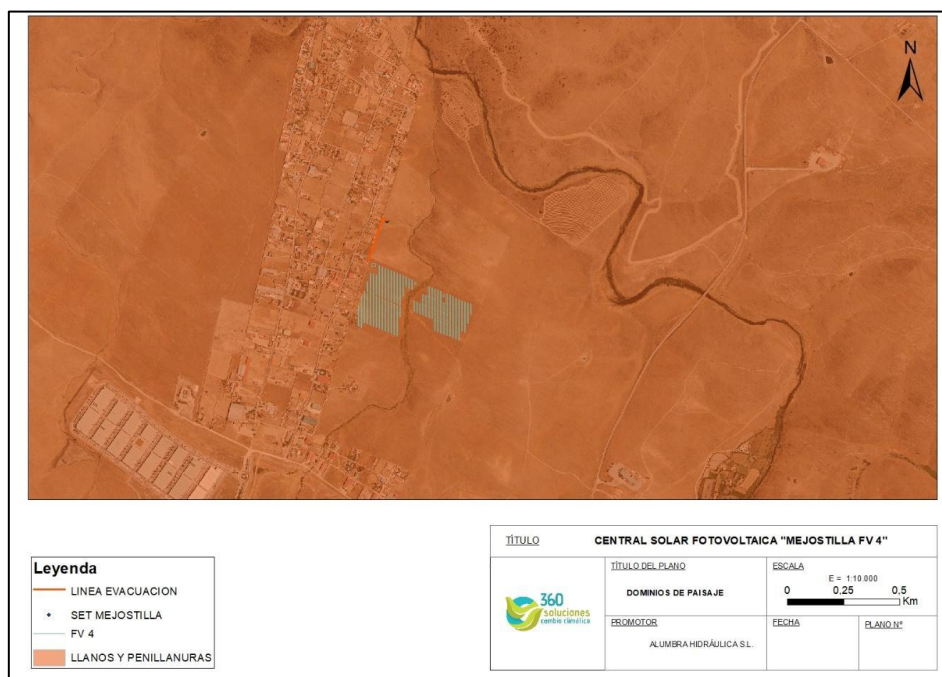 N
Leyenda
LINEA EVACUACION
SET MEJOSTILLA
FV 4
LLANOS Y PENILLANURAS
TÍTULO
CENTRAL SOLAR FOTOVOLTAICA "MEJOSTILLA FV 4"
360
soluciones
cambio climático
TÍTULO DEL PLANO
DOMINIOS DE PAISAJE
ESCALA
E = 1:10.000
0 0,25 0,5
Km
PROMOTOR
ALUMBRA HIDRÁULICA S.L.
FECHA
PLANO Nº